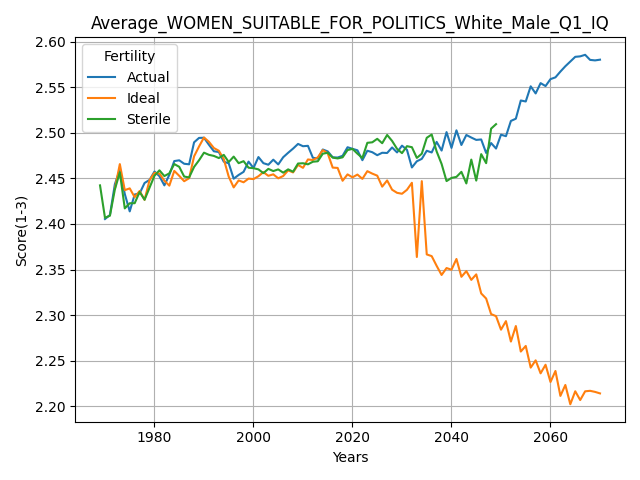 Average_WOMEN_SUITABLE_FOR_POLITICS_White_Male_Q1_IQ
Fertility
Actual
Ideal
Sterile
Score(1-3)
2.60
2.55
2.50
2.45
2.40
2.35
2.30
2.25
2.20
1980
2000
2020
2040
2060
Years